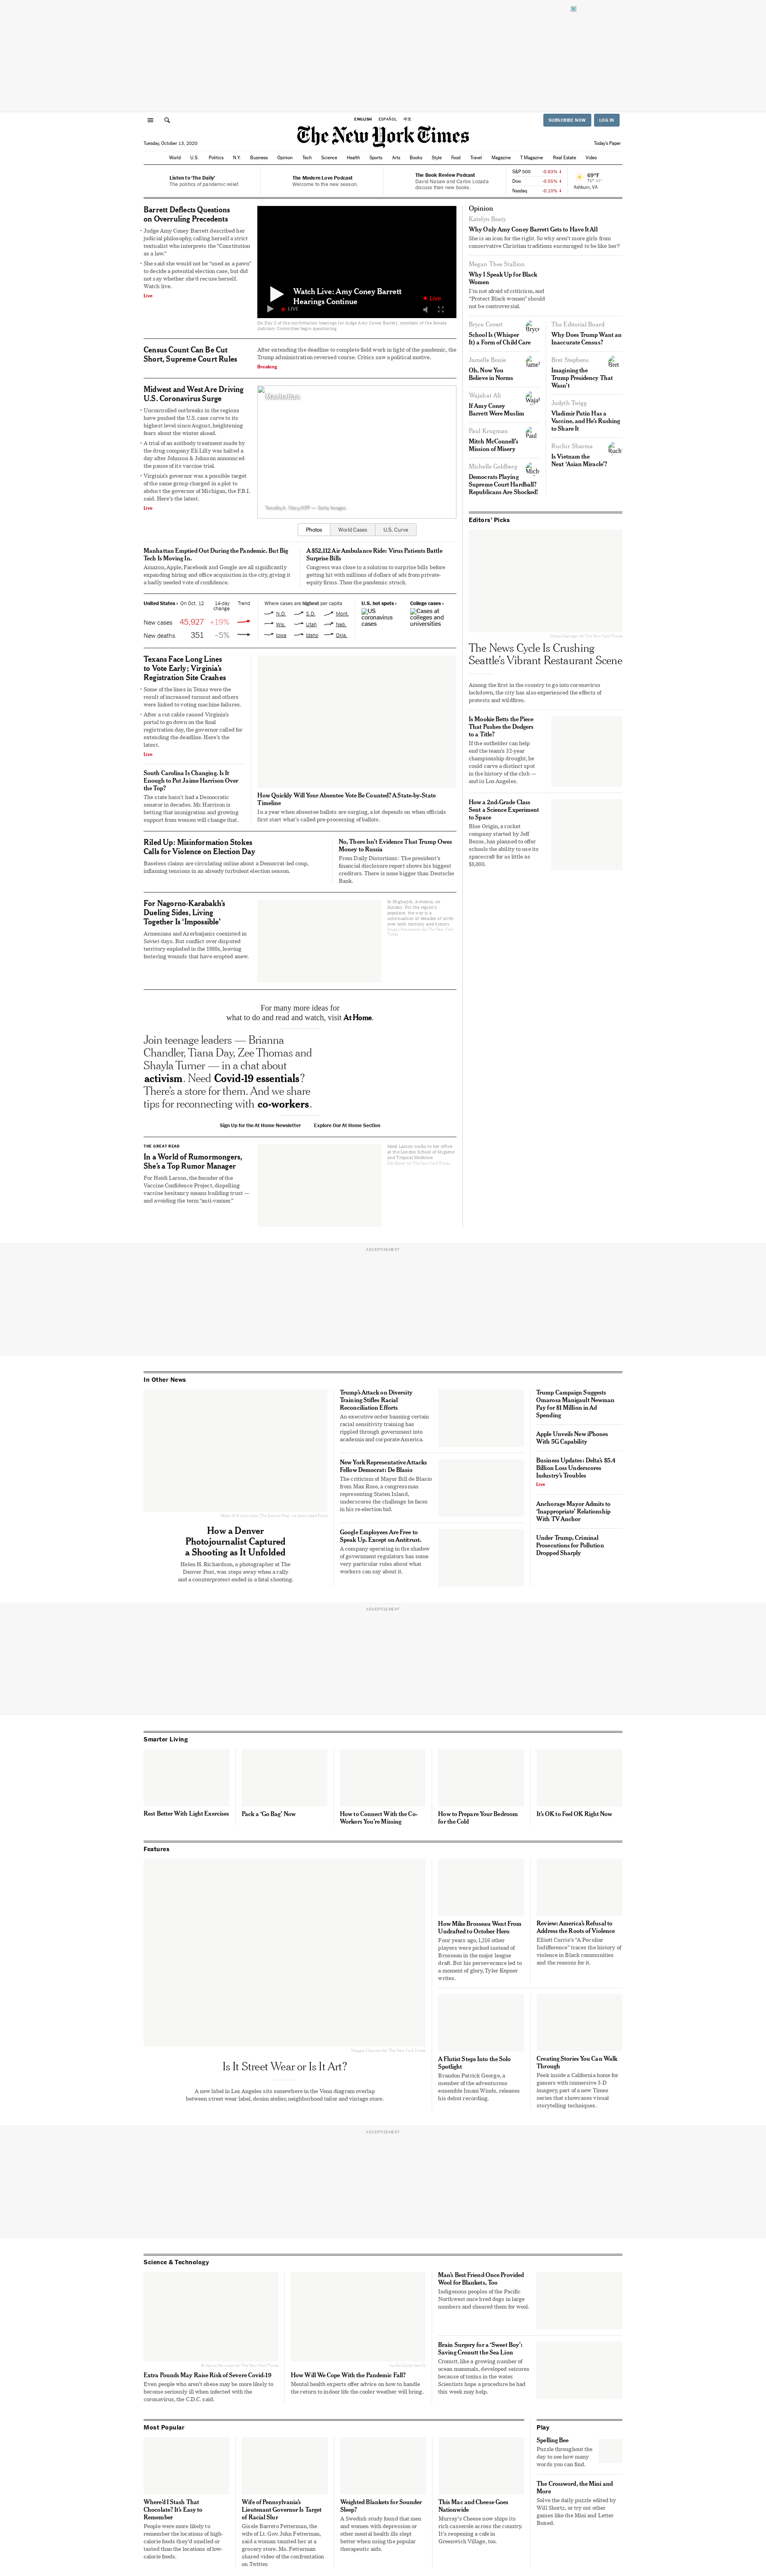 ENGLISH ESPAÑOL 中文
SUBSCRIBE NOW LOG IN
The New York Times
Tuesday, October 13, 2020
Today's Paper
World U.S. Politics N.Y. Business Opinion Tech Science Health Sports Arts Books Style Food Travel Magazine T Magazine Real Estate Video
Listen to 'The Daily'
The politics of pandemic relief.
The Modern Love Podcast
Welcome to the new season.
The Book Review Podcast
David Nasaw and Carlos Lozada
discuss their new books.
S&P 500 -0.63% ↓
Dow -0.55% ↓
Nasdaq -0.10% ↓
69°F
Ashburn, VA
Barrett Deflects Questions
on Overruling Precedents
Judge Amy Coney Barrett described her
judicial philosophy, calling herself a strict
textualist who interprets the "Constitution
as a law."
She said she would not be "used as a pawn"
to decide a potential election case, but did
not say whether she'd recuse herself.
Watch live.
Live
Watch Live: Amy Coney Barrett
Hearings Continue
Live
LIVE
On Day 2 of the confirmation hearings for Judge Amy Coney Barrett, members of the Senate
Judiciary Committee begin questioning.
Census Count Can Be Cut
Short, Supreme Court Rules
After extending the deadline to complete field work in light of the pandemic, the
Trump administration reversed course. Critics saw a political motive.
Breaking
Midwest and West Are Driving
U.S. Coronavirus Surge
Uncontrolled outbreaks in the regions
have pushed the U.S. case curve to its
highest level since August, heightening
fears about the winter ahead.
A trial of an antibody treatment made by
the drug company Eli Lilly was halted a
day after Johnson & Johnson announced
the pause of its vaccine trial.
Virginia's governor was a possible target
of the same group charged in a plot to
abduct the governor of Michigan, the F.B.I.
said. Here's the latest.
Live
Manhattan
Timothy A. Clary/AFP — Getty Images
Photos World Cases U.S. Curve
Manhattan Emptied Out During the Pandemic. But Big
Tech Is Moving In.
Amazon, Apple, Facebook and Google are all significantly
expanding hiring and office acquisition in the city, giving it
a badly needed vote of confidence.
A $52,112 Air Ambulance Ride: Virus Patients Battle
Surprise Bills
Congress was close to a solution to surprise bills before
getting hit with millions of dollars of ads from private-
equity firms. Then the pandemic struck.
United States › On Oct. 12 14-day
change Trend
New cases 45,927 +19%
New deaths 351 –5%
Where cases are highest per capita
N.D. S.D. Mont.
Wis. Utah Neb.
Iowa Idaho Okla.
U.S. hot spots ›
US
coronavirus
cases
College cases ›
Cases at
colleges and
universities
Texans Face Long Lines
to Vote Early; Virginia's
Registration Site Crashes
Some of the lines in Texas were the
result of increased turnout and others
were linked to voting machine failures.
After a cut cable caused Virginia's
portal to go down on the final
registration day, the governor called for
extending the deadline. Here's the
latest.
Live
South Carolina Is Changing. Is It
Enough to Put Jaime Harrison Over
the Top?
The state hasn't had a Democratic
senator in decades. Mr. Harrison is
betting that immigration and growing
support from women will change that.
How Quickly Will Your Absentee Vote Be Counted? A State-by-State
Timeline
In a year when absentee ballots are surging, a lot depends on when officials
first start what's called pre-processing of ballots.
Riled Up: Misinformation Stokes
Calls for Violence on Election Day
Baseless claims are circulating online about a Democrat-led coup,
inflaming tensions in an already turbulent election season.
No, There Isn't Evidence That Trump Owes
Money to Russia
From Daily Distortions: The president's
financial disclosure report shows his biggest
creditors. There is none bigger than Deutsche
Bank.
For Nagorno-Karabakh's
Dueling Sides, Living
Together Is 'Impossible'
Armenians and Azerbaijanis coexisted in
Soviet days. But conflict over disputed
territory exploded in the 1980s, leaving
festering wounds that have erupted anew.
For many more ideas for
what to do and read and watch, visit At Home.
Join teenage leaders — Brianna
Chandler, Tiana Day, Zee Thomas and
Shayla Turner — in a chat about
activism. Need Covid-19 essentials?
There's a store for them. And we share
tips for reconnecting with co-workers.
Sign Up for the At Home Newsletter Explore Our At Home Section
THE GREAT READ
In a World of Rumormongers,
She's a Top Rumor Manager
For Heidi Larson, the founder of the
Vaccine Confidence Project, dispelling
vaccine hesitancy means building trust —
and avoiding the term "anti-vaxxer."
Heidi Larson walks to her office
at the London School of Hygiene
and Tropical Medicine.
Opinion
Karelyn Beaty
Why Only Amy Coney Barrett Gets to Have It All
She is an icon for the right. So why aren't more girls from
conservative Christian traditions encouraged to be like her?
Megan Thee Stallion
Why I Speak Up for Black
Women
I'm not afraid of criticism, and
"Protect Black women" should
not be controversial.
Bryce Covert
School Is (Whisper
It) a Form of Child Care
Jamelle Bouie
Oh, Now You
Believe in Norms
Wajahat Ali
If Amy Coney
Barrett Were Muslim
Paul Krugman
Mitch McConnell's
Mission of Misery
Michelle Goldberg
Democrats Playing
Supreme Court Hardball?
Republicans Are Shocked!
The Editorial Board
Why Does Trump Want an
Inaccurate Census?
Bret Stephens
Imagining the
Trump Presidency That
Wasn't
Judyth Twigg
Vladimir Putin Has a
Vaccine, and He's Rushing
to Share It
Ruchir Sharma
Is Vietnam the
Next 'Asian Miracle'?
Editors' Picks
The News Cycle Is Crushing
Seattle's Vibrant Restaurant Scene
Among the first in the country to go into coronavirus
lockdown, the city has also experienced the effects of
protests and wildfires.
Is Mookie Betts the Piece
That Pushes the Dodgers
to a Title?
If the outfielder can help
end the team's 32-year
championship drought, he
could carve a distinct spot
in the history of the club —
and in Los Angeles.
How a 2nd-Grade Class
Sent a Science Experiment
to Space
Blue Origin, a rocket
company started by Jeff
Bezos, has planned to offer
schools the ability to use its
spacecraft for as little as
$8,000.
ADVERTISEMENT
In Other News
How a Denver
Photojournalist Captured
a Shooting as It Unfolded
Helen H. Richardson, a photographer at The
Denver Post, was steps away when a rally
and a counterprotest ended in a fatal shooting.
Trump's Attack on Diversity
Training Stifles Racial
Reconciliation Efforts
An executive order banning certain
racial sensitivity training has
rippled through government into
academia and corporate America.
New York Representative Attacks
Fellow Democrat: De Blasio
The criticism of Mayor Bill de Blasio
from Max Rose, a congressman
representing Staten Island,
underscores the challenge he faces
in his re-election bid.
Google Employees Are Free to
Speak Up. Except on Antitrust.
A company operating in the shadow
of government regulators has some
very particular rules about what
workers can say about it.
Trump Campaign Suggests
Omarosa Manigault Newman
Pay for $1 Million in Ad
Spending
Apple Unveils New iPhones
With 5G Capability
Business Updates: Delta's $5.4
Billion Loss Underscores
Industry's Troubles
Live
Anchorage Mayor Admits to
'Inappropriate' Relationship
With TV Anchor
Under Trump, Criminal
Prosecutions for Pollution
Dropped Sharply
ADVERTISEMENT
Smarter Living
Rest Better With Light Exercises
Pack a 'Go Bag' Now
How to Connect With the Co-
Workers You're Missing
How to Prepare Your Bedroom
for the Cold
It's OK to Feel OK Right Now
Features
Is It Street Wear or Is It Art?
A new label in Los Angeles sits somewhere in the Venn diagram overlap
between street wear label, denim atelier, neighborhood tailor and vintage store.
How Mike Brosseau Went From
Undrafted to October Hero
Four years ago, 1,216 other
players were picked instead of
Brosseau in the major league
draft. But his perseverance led to
a moment of glory, Tyler Kepner
writes.
Review: America's Refusal to
Address the Roots of Violence
Elliott Currie's "A Peculiar
Indifference" traces the history of
violence in Black communities
and the reasons for it.
A Flutist Steps Into the Solo
Spotlight
Brandon Patrick George, a
member of the adventurous
ensemble Imani Winds, releases
his debut recording.
Creating Stories You Can Walk
Through
Peek inside a California home for
gamers with immersive 3-D
imagery, part of a new Times
series that showcases visual
storytelling techniques.
ADVERTISEMENT
Science & Technology
Extra Pounds May Raise Risk of Severe Covid-19
Even people who aren't obese may be more likely to
become seriously ill when infected with the
coronavirus, the C.D.C. said.
How Will We Cope With the Pandemic Fall?
Mental health experts offer advice on how to handle
the return to indoor life the cooler weather will bring.
Man's Best Friend Once Provided
Wool for Blankets, Too
Indigenous peoples of the Pacific
Northwest once bred dogs in large
numbers and sheared them for wool.
Brain Surgery for a 'Sweet Boy':
Saving Cronutt the Sea Lion
Cronutt, like a growing number of
ocean mammals, developed seizures
because of toxins in the water.
Scientists hope a procedure he had
this week may help.
Most Popular
Where'd I Stash That
Chocolate? It's Easy to
Remember
People were more likely to
remember the locations of high-
calorie foods they'd smelled or
tasted than the locations of low-
calorie foods.
Wife of Pennsylvania's
Lieutenant Governor Is Target
of Racial Slur
Gisele Barreto Fetterman, the
wife of Lt. Gov. John Fetterman,
said a woman taunted her at a
grocery store. Ms. Fetterman
shared video of the confrontation
on Twitter.
Weighted Blankets for Sounder
Sleep?
A Swedish study found that men
and women with depression or
other mental health ills slept
better when using the popular
therapeutic aids.
This Mac and Cheese Goes
Nationwide
Murray's Cheese now ships its
rich casserole across the country.
It's reopening a cafe in
Greenwich Village, too.
Play
Spelling Bee
Puzzle throughout the
day to see how many
words you can find.
The Crossword, the Mini and
More
Solve the daily puzzle edited by
Will Shortz, or try out other
games like the Mini and Letter
Boxed.